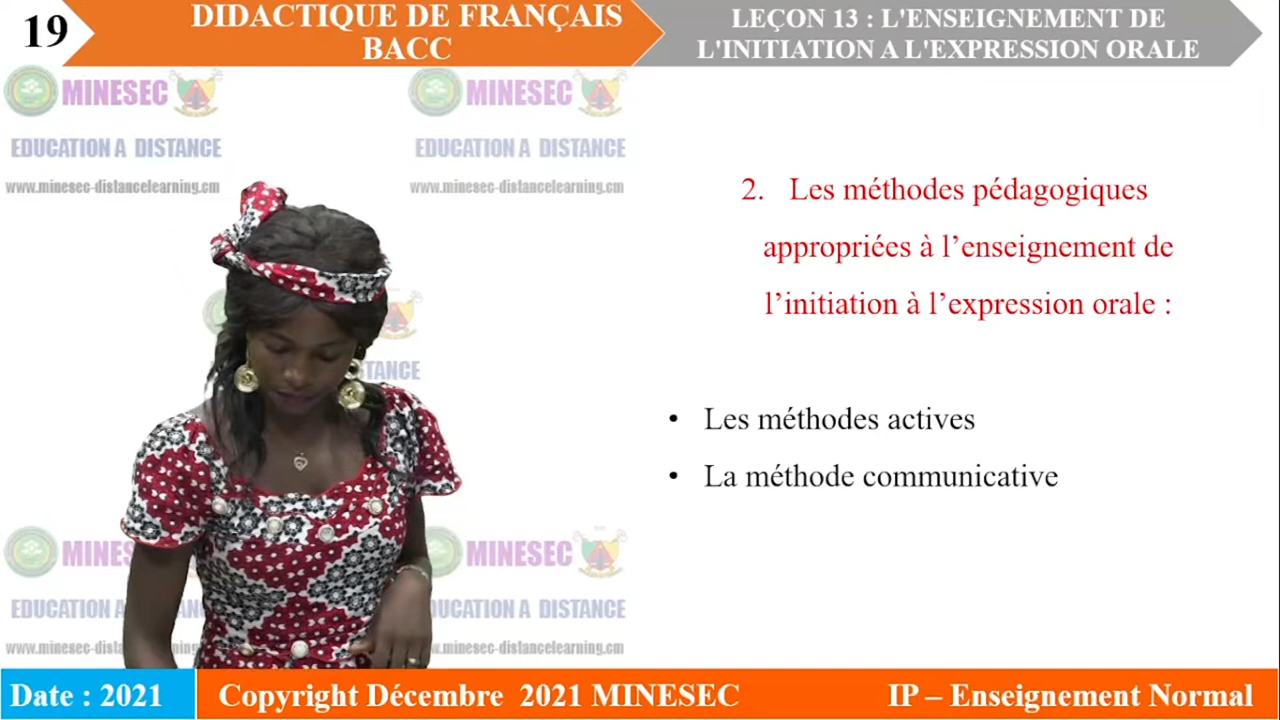 19
DIDACTIQUE DE FRANÇAIS
BACC
LEÇON 13 : L'ENSEIGNEMENT DE
L'INITIATION A L'EXPRESSION ORALE
MINESEC
MINESEC
EDUCATION A DISTANCE
EDUCATION A DISTANCE
www.minesec-distancelearning.cm
www.minesec-distancelearning.cm
2. Les méthodes pédagogiques
appropriées à l’enseignement de
l’initiation à l’expression orale :
• Les méthodes actives
• La méthode communicative
MINESEC
EDUCATION A DISTANCE
www.minesec-distancelearning.cm
Date : 2021
Copyright Décembre 2021 MINESEC
IP – Enseignement Normal